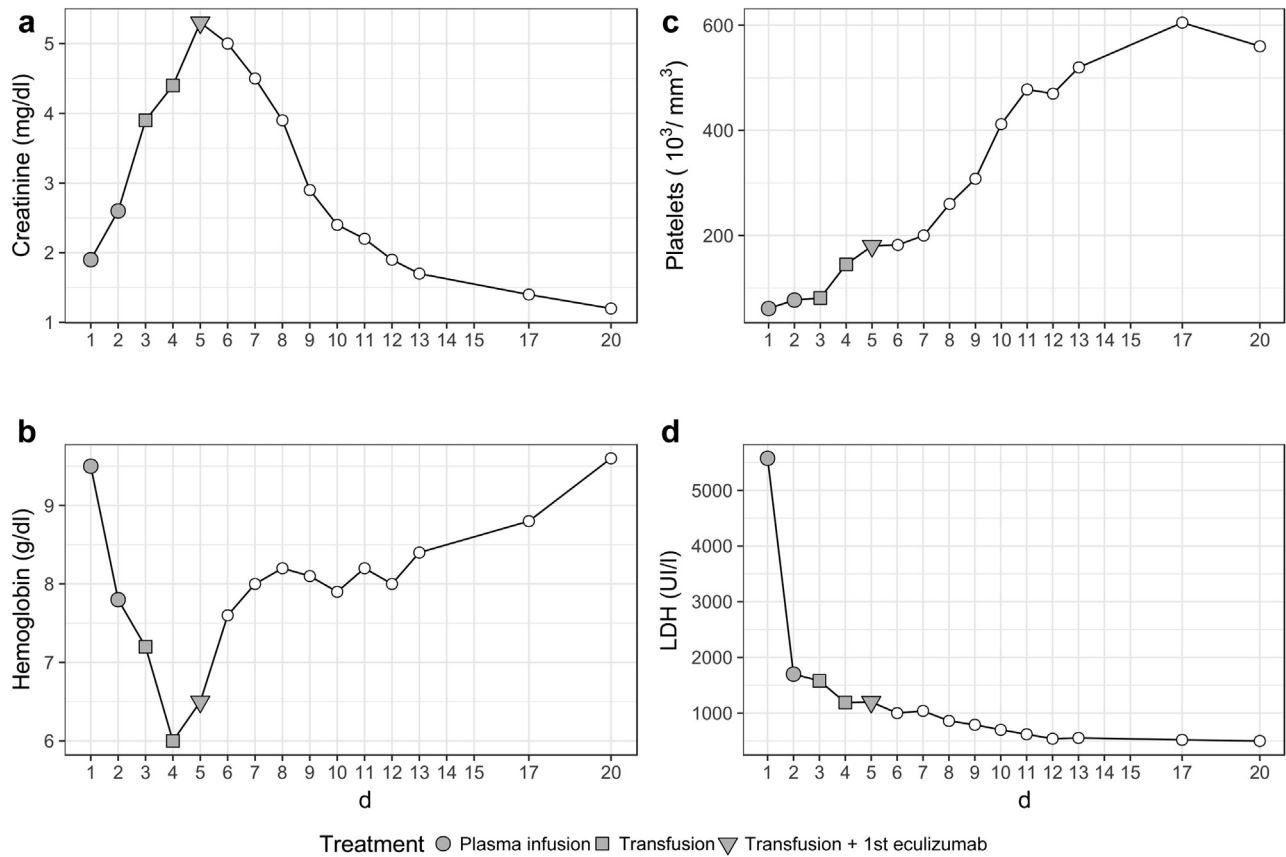 a
Creatinine (mg/dl)
5
4
3
2
1
1 2 3 4 5 6 7 8 9 10 11 12 13 14 15 17 20
c
Platelets ( 10³/ mm³)
600
400
200
1 2 3 4 5 6 7 8 9 10 11 12 13 14 15 17 20
b
Hemoglobin (g/dl)
9
8
7
6
1 2 3 4 5 6 7 8 9 10 11 12 13 14 15 17 20
d
d
LDH (UI/l)
5000
4000
3000
2000
1000
1 2 3 4 5 6 7 8 9 10 11 12 13 14 15 17 20
d
Treatment Plasma infusion Transfusion Transfusion + 1st eculizumab